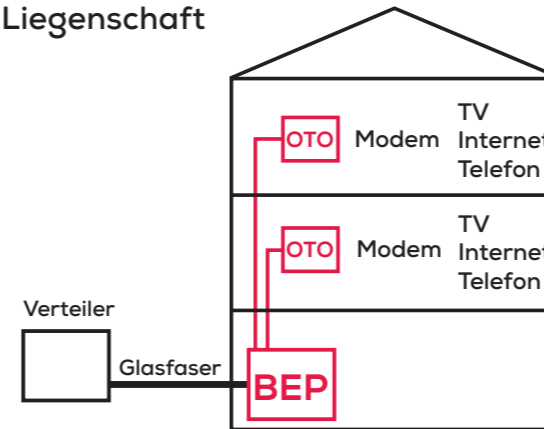 Liegenschaft
OTO
Modem
TV
Internet
Telefon
OTO
Modem
TV
Internet
Telefon
Verteiler
Glasfaser
BEP